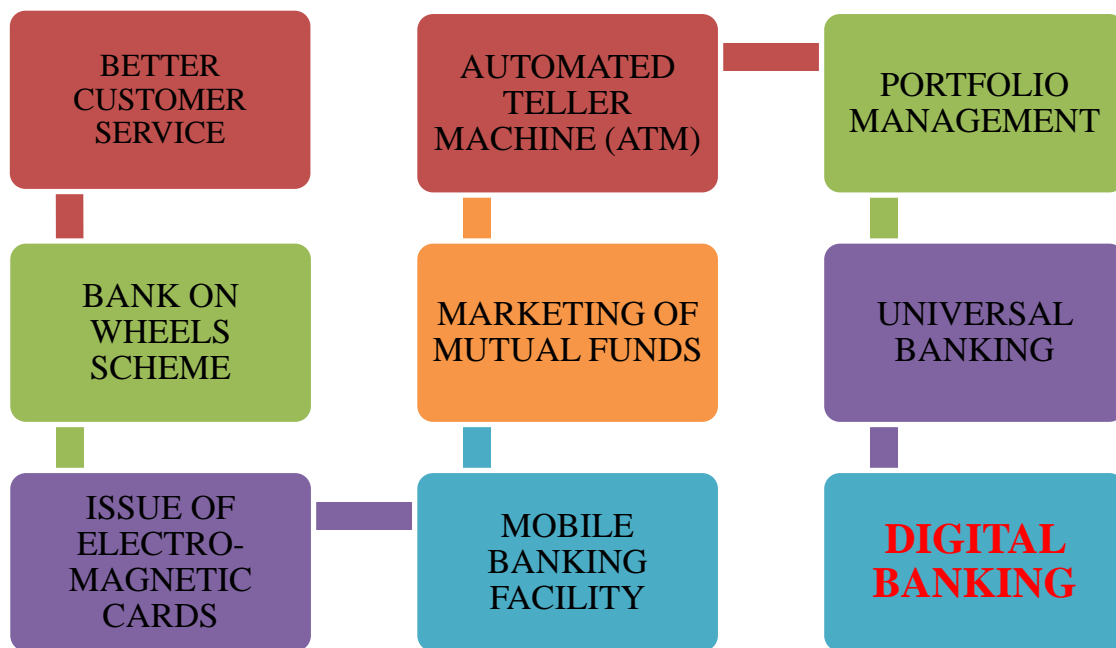 BETTER
CUSTOMER
SERVICE
BANK ON
WHEELS
SCHEME
ISSUE OF
ELECTRO-
MAGNETIC
CARDS
MOBILE
BANKING
FACILITY
MARKETING OF
MUTUAL FUNDS
AUTOMATED
TELLER
MACHINE (ATM)
PORTFOLIO
MANAGEMENT
UNIVERSAL
BANKING
DIGITAL
BANKING